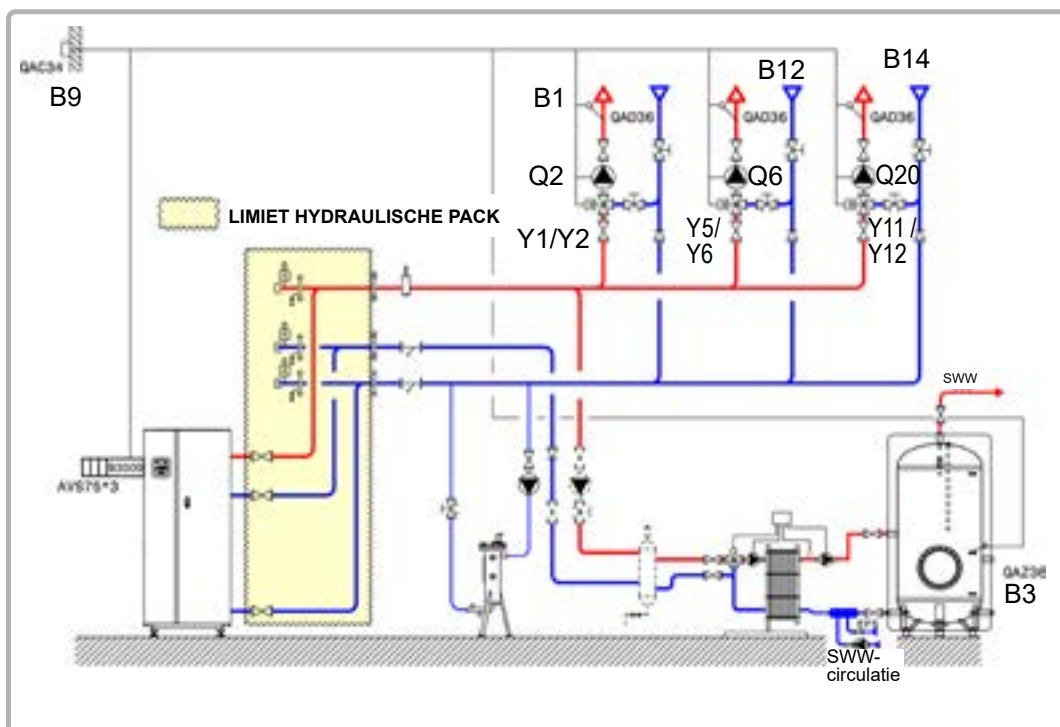 QAC34
B9
B1
B12
B14
QAD36
QAD36
QAD36
Q2
Q6
Q20
LIMIET HYDRAULISCHE PACK
Y1/Y2
Y5/
Y6
Y11 /
Y12
SWW
AVS75*3
QAZ36
B3
SWW-
circulatie